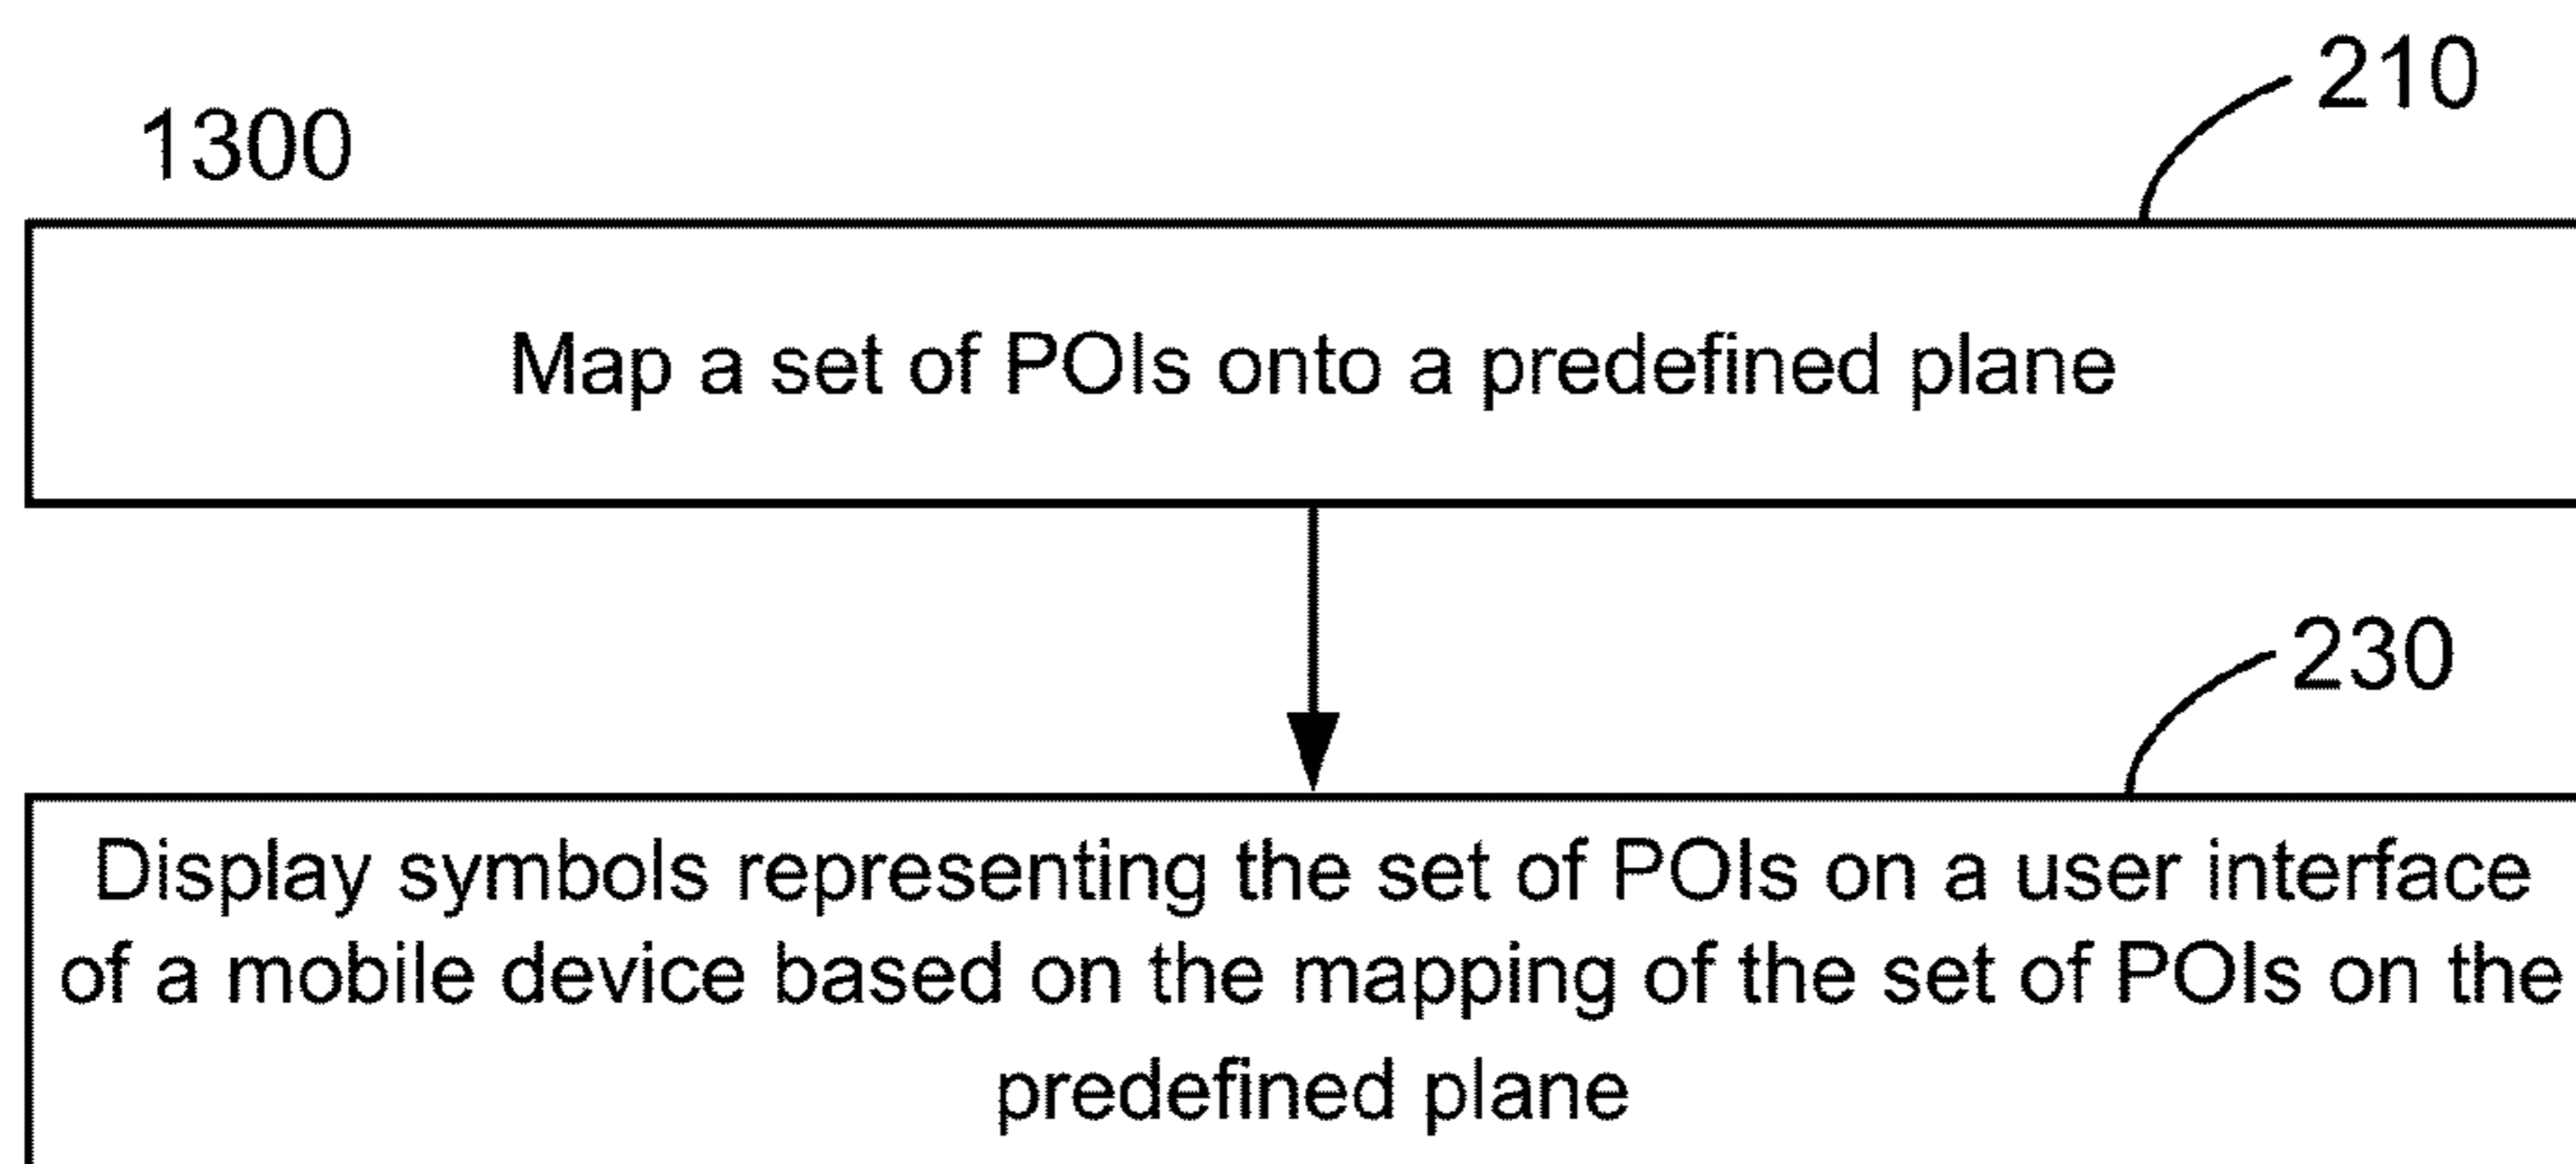 210
1300
Map a set of POIs onto a predefined plane
230
Display symbols representing the set of POIs on a user interface
of a mobile device based on the mapping of the set of POIs on the
predefined plane